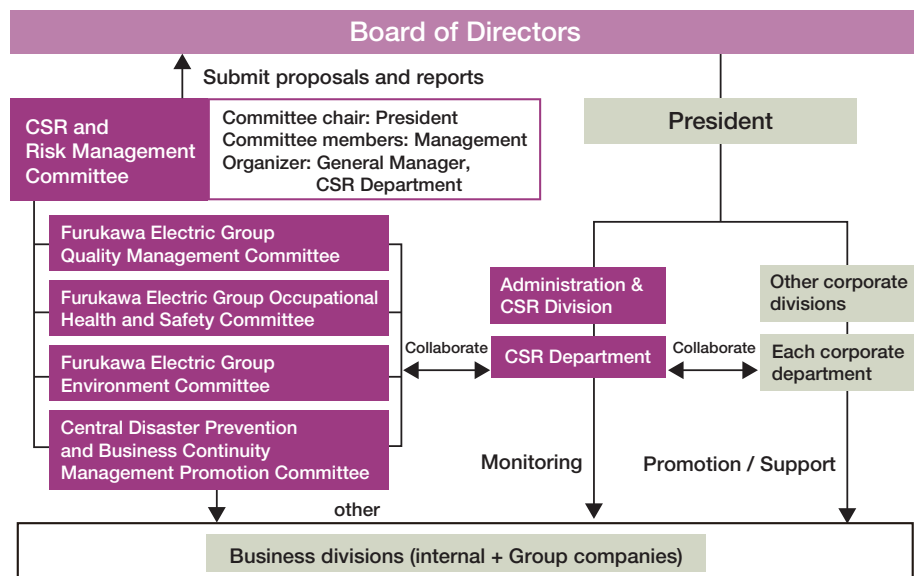 Board of Directors
Submit proposals and reports
CSR and
Risk Management
Committee
Committee chair: President
Committee members: Management
Organizer: General Manager,
CSR Department
President
Furukawa Electric Group
Quality Management Committee
Furukawa Electric Group Occupational
Health and Safety Committee
Furukawa Electric Group
Environment Committee
Central Disaster Prevention
and Business Continuity
Management Promotion Committee
Collaborate
Administration &
CSR Division
CSR Department
Collaborate
Other corporate
divisions
Each corporate
department
Monitoring
Promotion / Support
other
Business divisions (internal + Group companies)